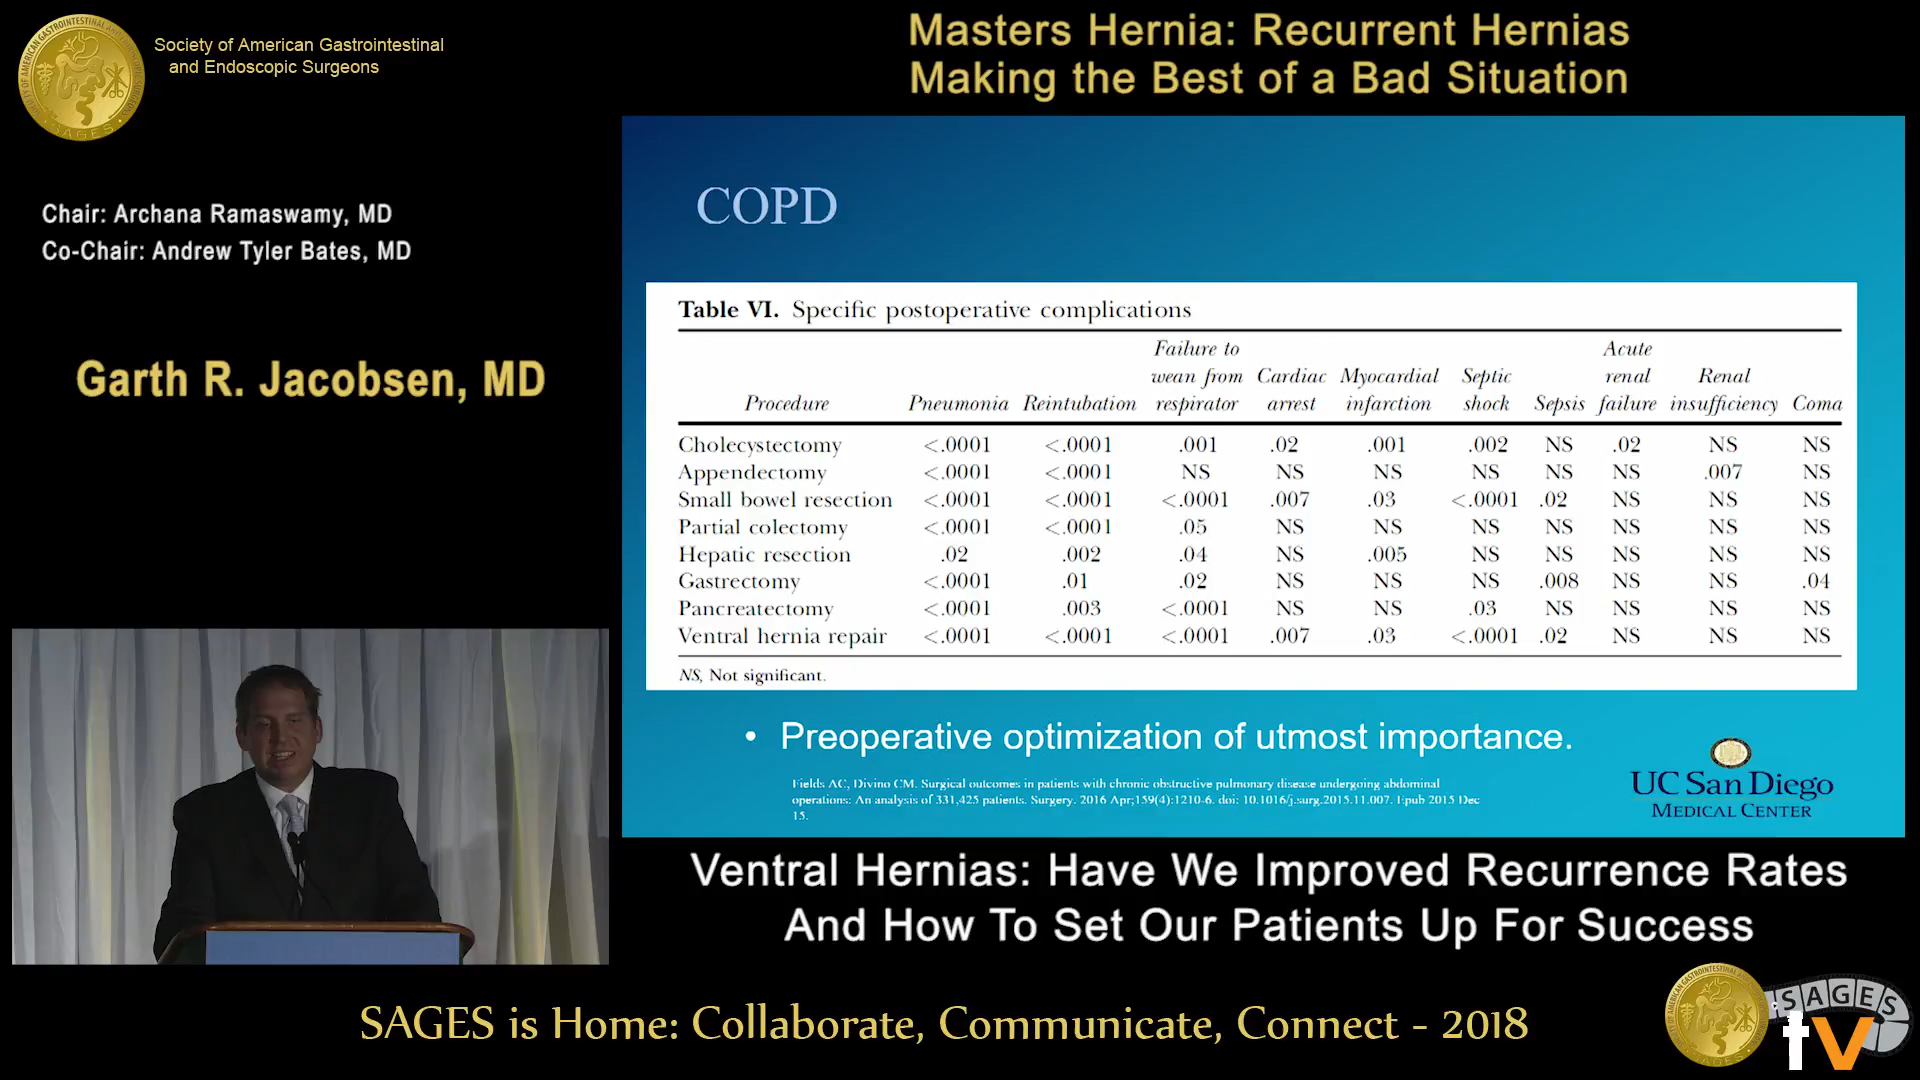 Society of American Gastrointestinal
and Endoscopic Surgeons
Masters Hernia: Recurrent Hernias
Making the Best of a Bad Situation
Chair: Archana Ramaswamy, MD
Co-Chair: Andrew Tyler Bates, MD
Garth R. Jacobsen, MD
COPD
Table VI. Specific postoperative complications
Procedure Pneumonia Reintubation Failure to wean from respirator Cardiac arrest Myocardial infarction Septic shock Sepsis Acute renal failure Renal insufficiency Coma
Cholecystectomy <.0001 <.0001 .001 .02 .001 .002 NS .02 NS NS
Appendectomy <.0001 <.0001 NS NS NS NS NS NS .007 NS
Small bowel resection <.0001 <.0001 <.0001 .007 .03 <.0001 .02 NS NS NS
Partial colectomy <.0001 <.0001 .05 NS NS NS NS NS NS NS
Hepatic resection .02 .002 .04 NS .005 NS NS NS NS NS
Gastrectomy <.0001 .01 .02 NS NS NS .008 NS NS .04
Pancreatectomy <.0001 .003 <.0001 NS NS .03 NS NS NS NS
Ventral hernia repair <.0001 <.0001 <.0001 .007 .03 <.0001 .02 NS NS NS
NS, Not significant.
• Preoperative optimization of utmost importance.
Fields AC, Divino CM. Surgical outcomes in patients with chronic obstructive pulmonary disease undergoing abdominal
operations: An analysis of 331,425 patients. Surgery. 2016 Apr;159(4):1210-6. doi: 10.1016/j.surg.2015.11.007. Epub 2015 Dec
15.
UC San Diego
MEDICAL CENTER
Ventral Hernias: Have We Improved Recurrence Rates
And How To Set Our Patients Up For Success
SAGES is Home: Collaborate, Communicate, Connect - 2018
SAGES
tv